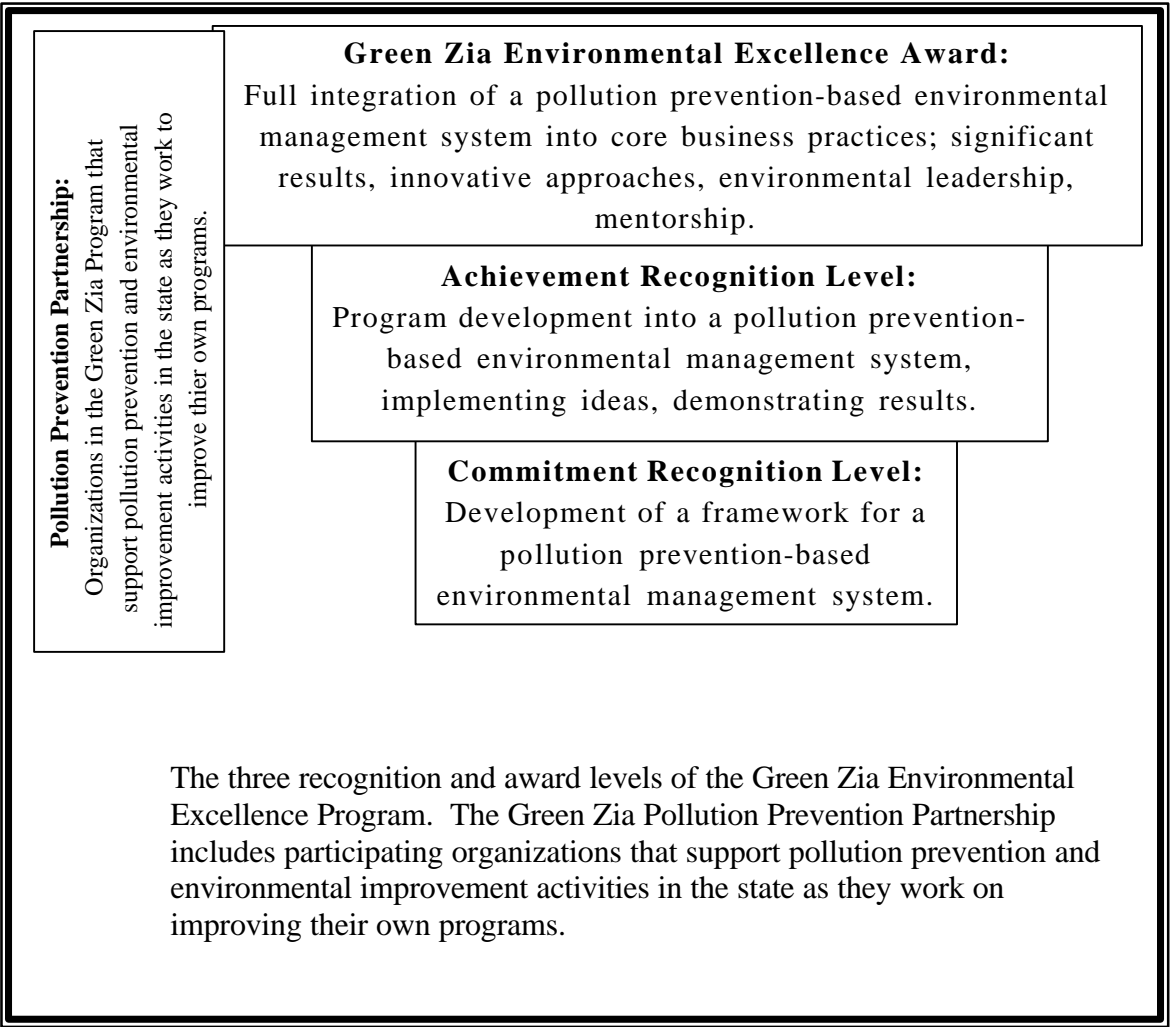 Pollution Prevention Partnership:
Organizations in the Green Zia Program that
support pollution prevention and environmental
improvement activities in the state as they work to
improve thier own programs.
Green Zia Environmental Excellence Award:
Full integration of a pollution prevention-based environmental
management system into core business practices; significant
results, innovative approaches, environmental leadership,
mentorship.
Achievement Recognition Level:
Program development into a pollution prevention-
based environmental management system,
implementing ideas, demonstrating results.
Commitment Recognition Level:
Development of a framework for a
pollution prevention-based
environmental management system.
The three recognition and award levels of the Green Zia Environmental
Excellence Program.  The Green Zia Pollution Prevention Partnership
includes participating organizations that support pollution prevention and
environmental improvement activities in the state as they work on
improving their own programs.